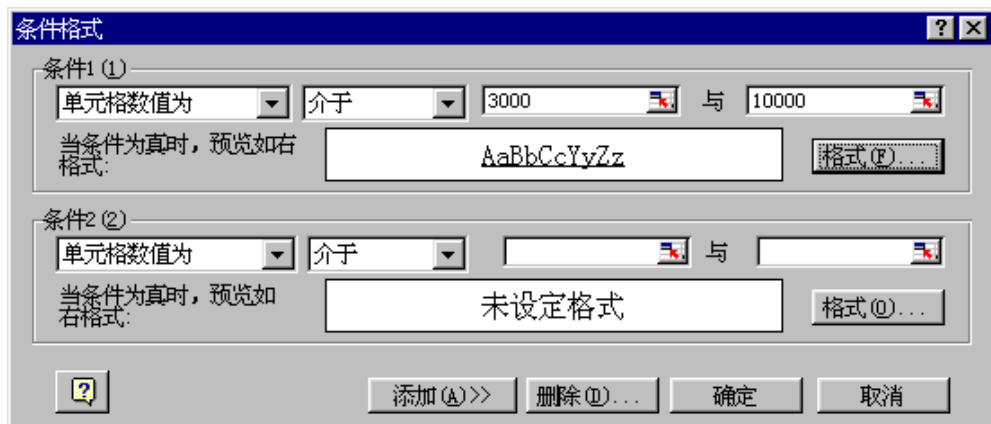 条件格式
条件1(1)
单元格数值为 介于 3000 与 10000
当条件为真时，预览如右
格式:
AaBbCcYyZz
格式(F)...
条件2(2)
单元格数值为 介于 与
当条件为真时，预览如
右格式:
未设定格式
格式(O)...
添加(A)>> 删除(D)... 确定 取消